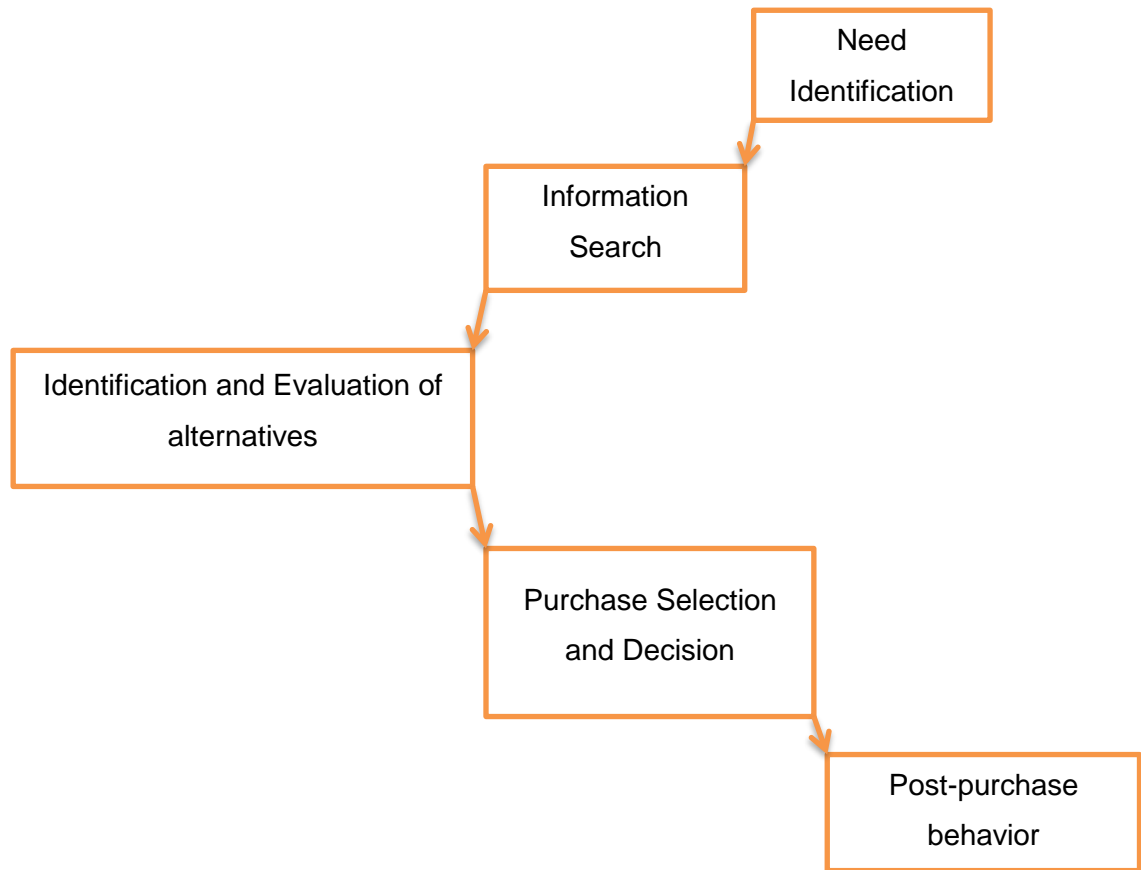 Need
Identification
Information
Search
Identification and Evaluation of
alternatives
Purchase Selection
and Decision
Post-purchase
behavior